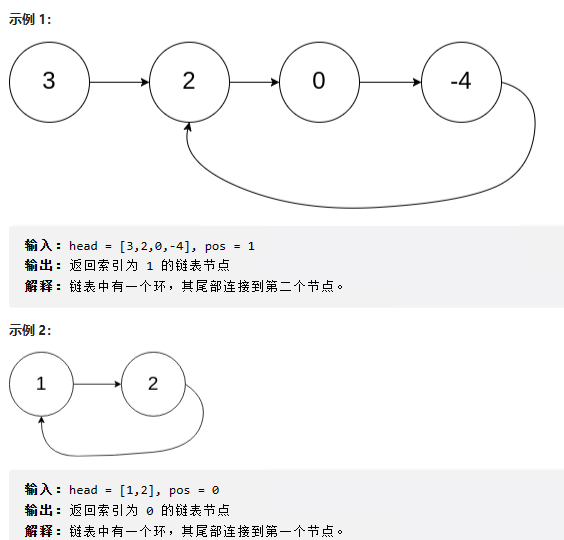 示例 1：
3 2 0 -4
输入：head = [3,2,0,-4], pos = 1
输出：返回索引为 1 的链表节点
解释：链表中有一个环，其尾部连接到第二个节点。
示例 2：
1 2
输入：head = [1,2], pos = 0
输出：返回索引为 0 的链表节点
解释：链表中有一个环，其尾部连接到第一个节点。